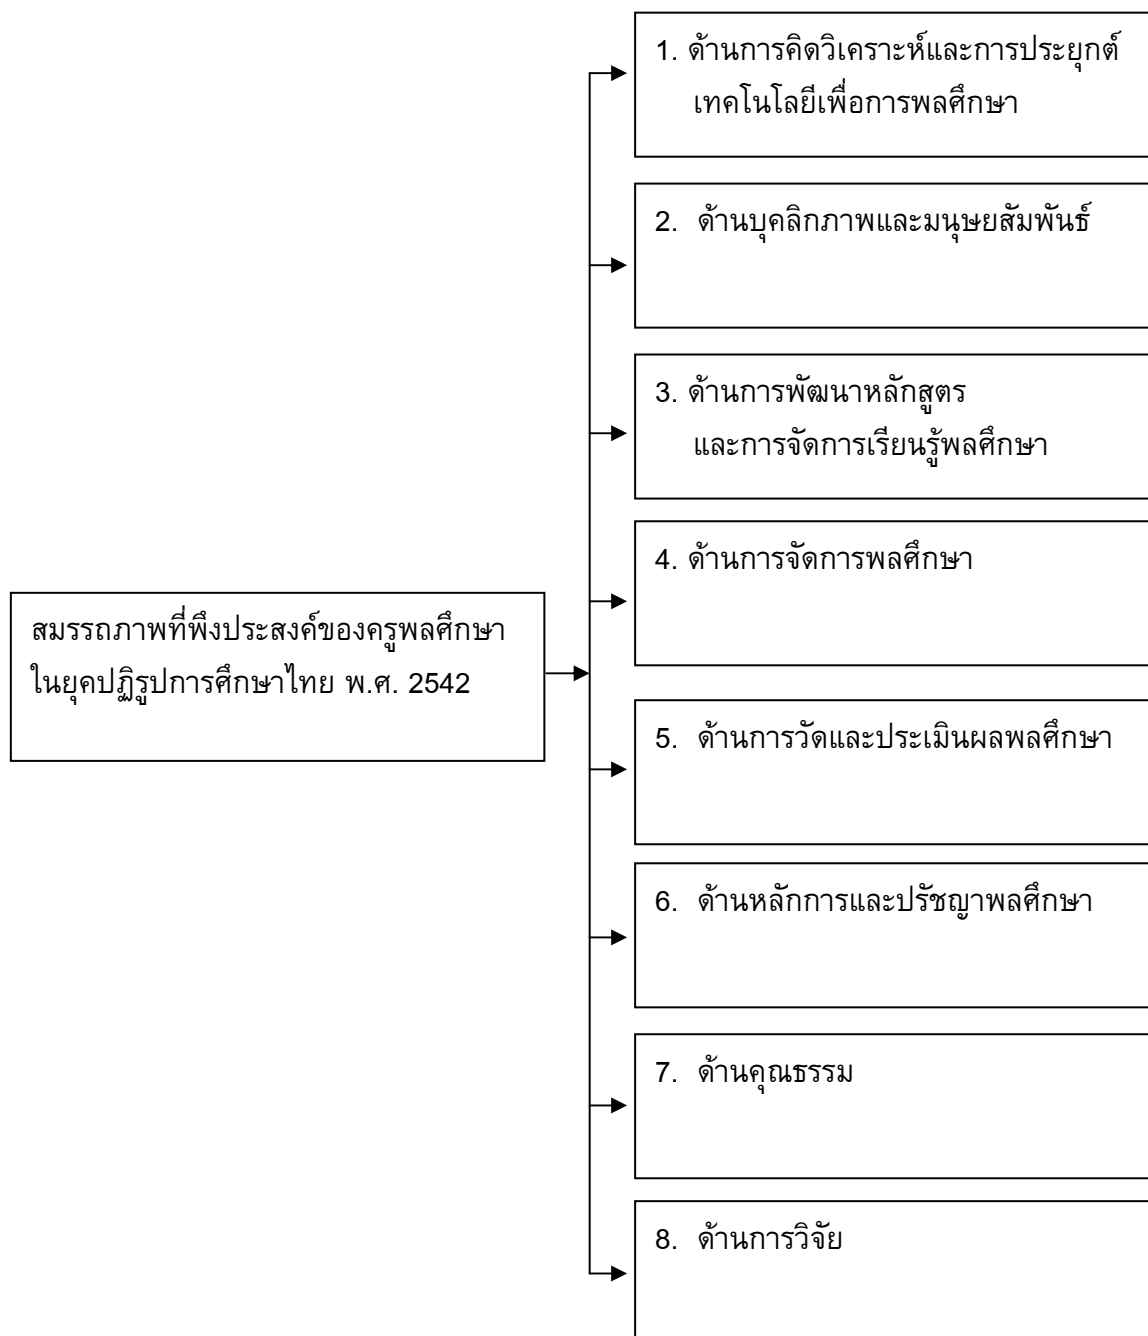 สมรรถภาพที่พึงประสงค์ของครูพลศึกษา
ในยุคปฏิรูปการศึกษาไทย พ.ศ. 2542
1. ด้านการคิดวิเคราะห์และการประยุกต์
เทคโนโลยีเพื่อการพลศึกษา
2. ด้านบุคลิกภาพและมนุษยสัมพันธ์
3. ด้านการพัฒนาหลักสูตร
และการจัดการเรียนรู้พลศึกษา
4. ด้านการจัดการพลศึกษา
5. ด้านการวัดและประเมินผลพลศึกษา
6. ด้านหลักการและปรัชญาพลศึกษา
7. ด้านคุณธรรม
8. ด้านการวิจัย